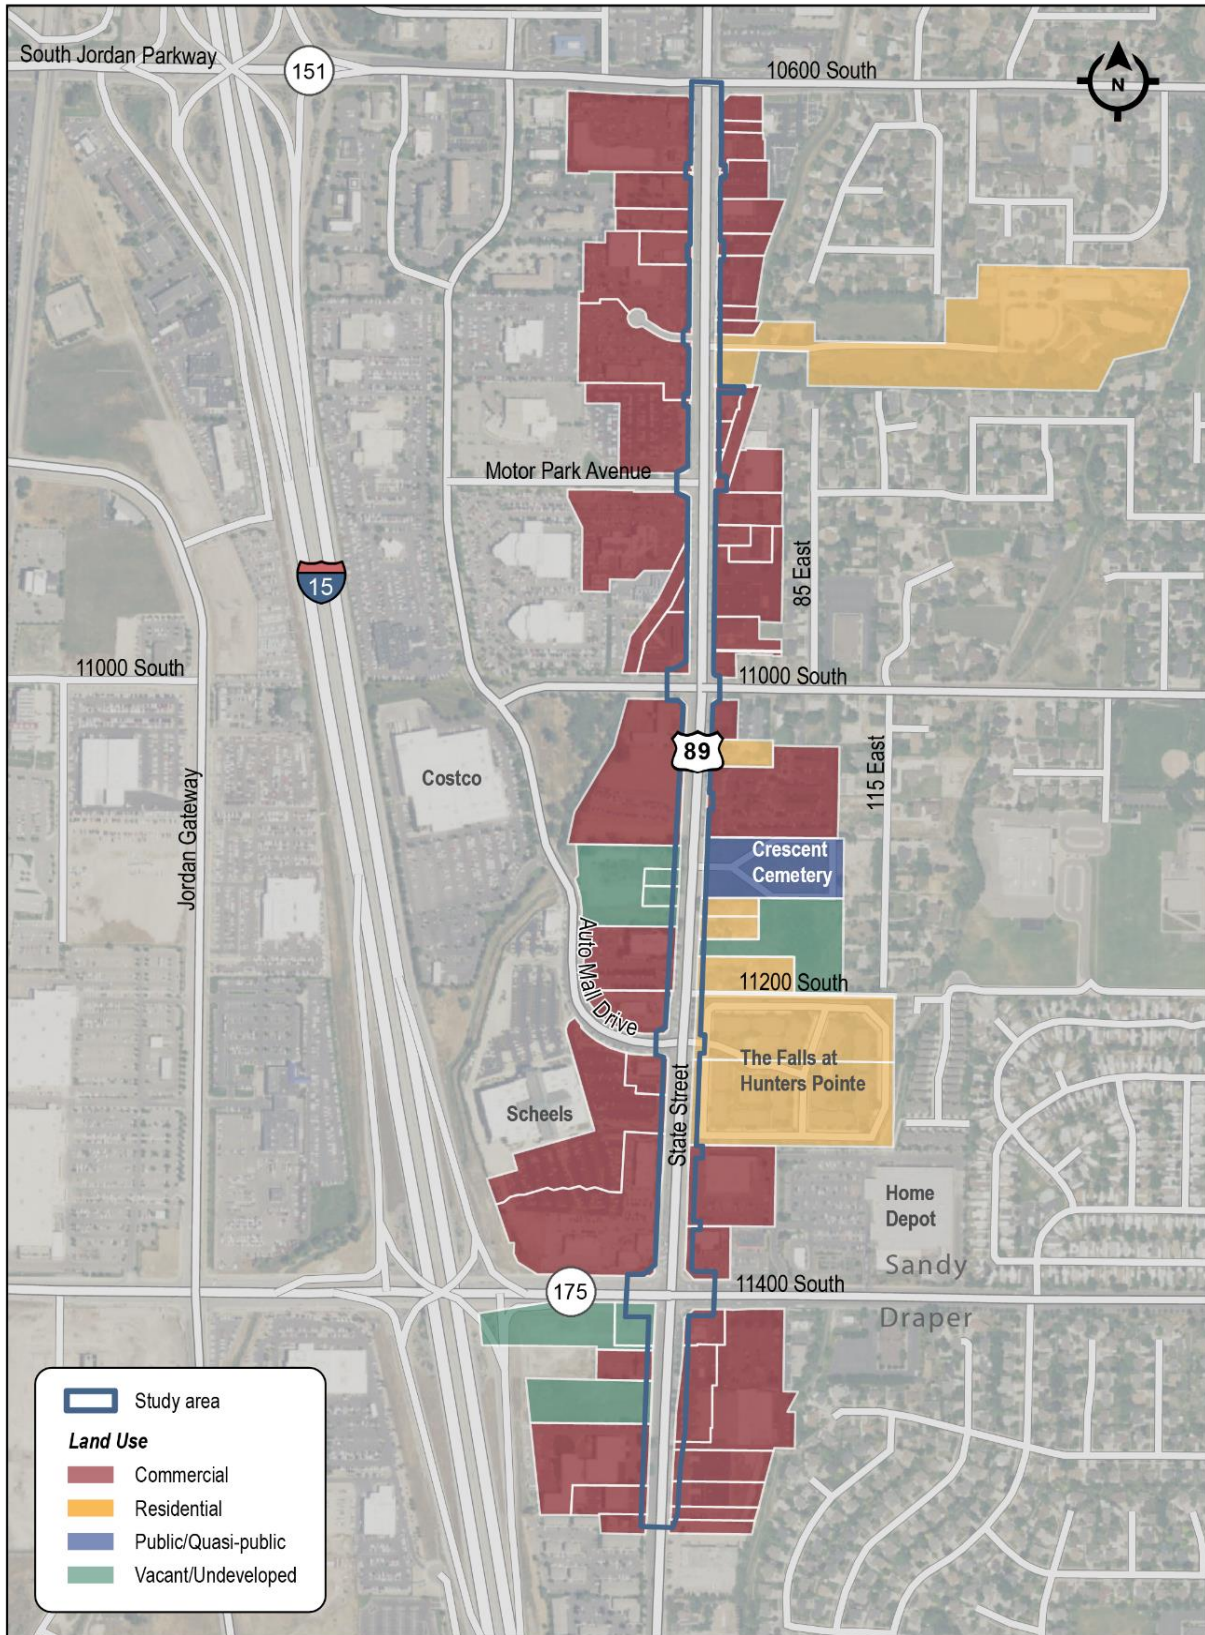 South Jordan Parkway
151
10600 South
N
Motor Park Avenue
15
85 East
11000 South
11000 South
89
Costco
115 East
Jordan Gateway
Crescent
Cemetery
Auto Mall Drive
11200 South
The Falls at
Hunters Pointe
State Street
Scheels
Home
Depot
Sandy
175
11400 South
Draper
Study area
Land Use
Commercial
Residential
Public/Quasi-public
Vacant/Undeveloped